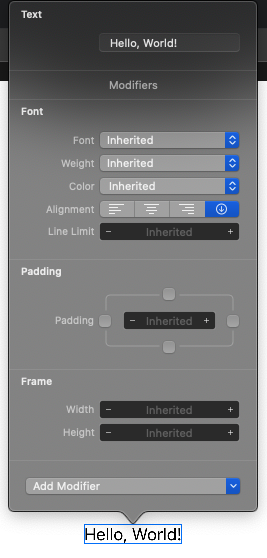 Text
Hello, World!
Modifiers
Font
Font Inherited
Weight Inherited
Color Inherited
Alignment
Line Limit − Inherited +
Padding
Padding − Inherited +
Frame
Width − Inherited +
Height − Inherited +
Add Modifier
Hello, World!